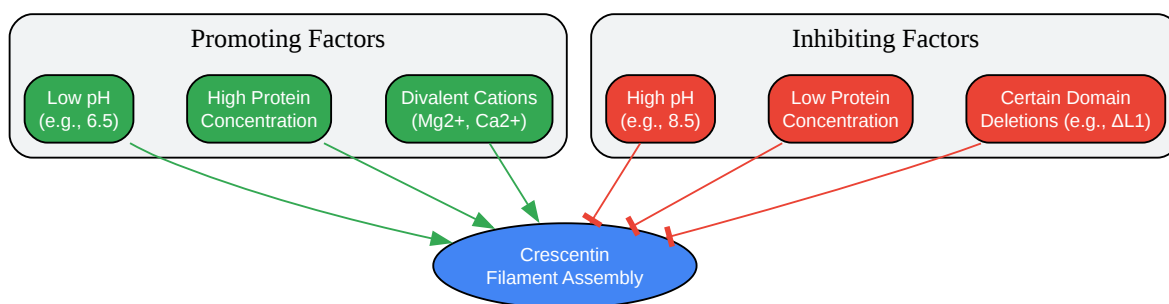 Promoting Factors
Low pH
(e.g., 6.5)
High Protein
Concentration
Divalent Cations
(Mg2+, Ca2+)
Inhibiting Factors
High pH
(e.g., 8.5)
Low Protein
Concentration
Certain Domain
Deletions (e.g., ΔL1)
Crescentin
Filament Assembly